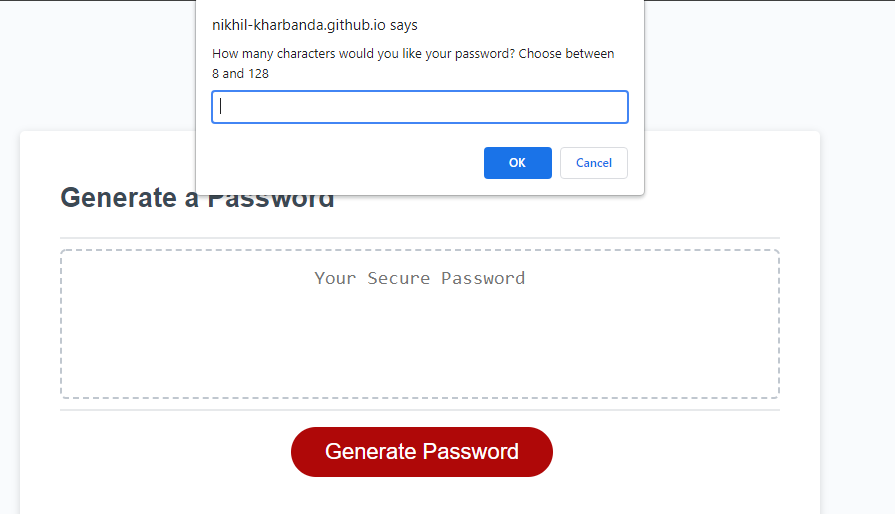 nikhil-kharbanda.github.io says
How many characters would you like your password? Choose between
8 and 128
OK
Cancel
Generate a Password
Your Secure Password
Generate Password